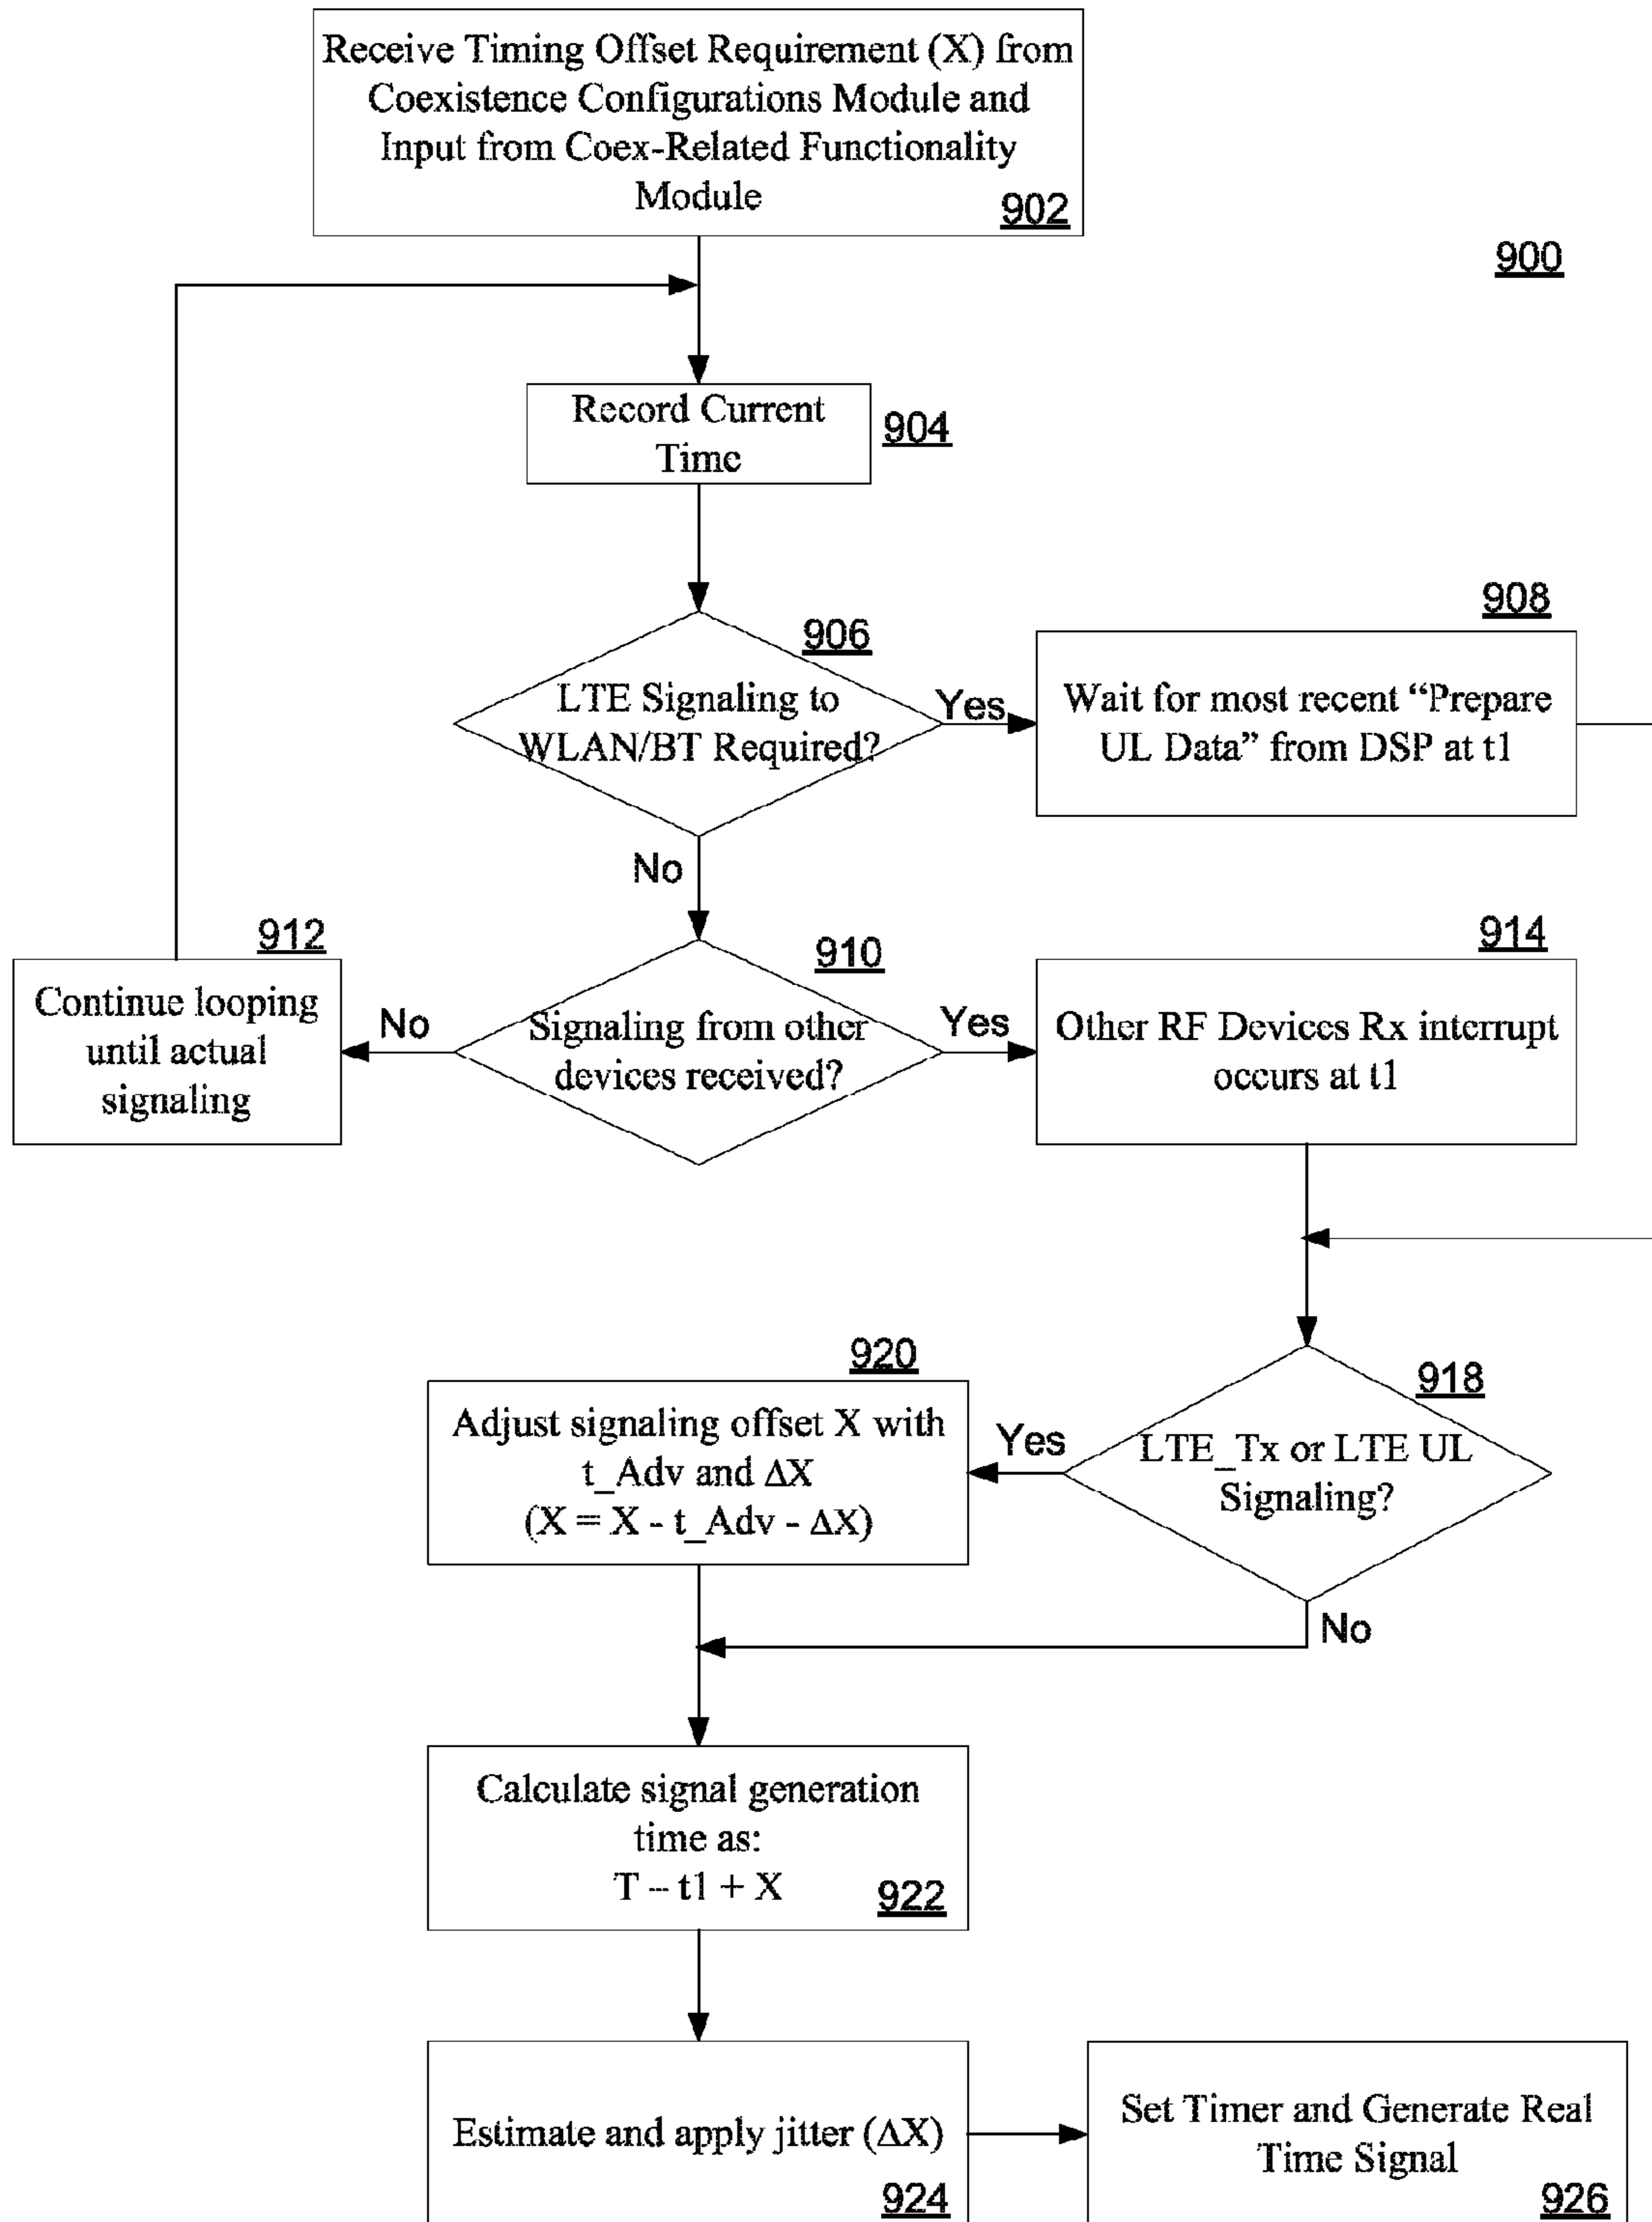 Receive Timing Offset Requirement (X) from
Coexistence Configurations Module and
Input from Coex-Related Functionality
Module
902
900
Record Current
Time
904
906
LTE Signaling to
WLAN/BT Required?
Yes
908
Wait for most recent “Prepare
UL Data” from DSP at t1
No
912
Continue looping
until actual
signaling
No
910
Signaling from other
devices received?
Yes
914
Other RF Devices Rx interrupt
occurs at t1
920
Adjust signaling offset X with
t_Adv and ΔX
(X = X - t_Adv - ΔX)
Yes
918
LTE_Tx or LTE UL
Signaling?
No
Calculate signal generation
time as:
T – t1 + X
922
Estimate and apply jitter (ΔX)
924
Set Timer and Generate Real
Time Signal
926